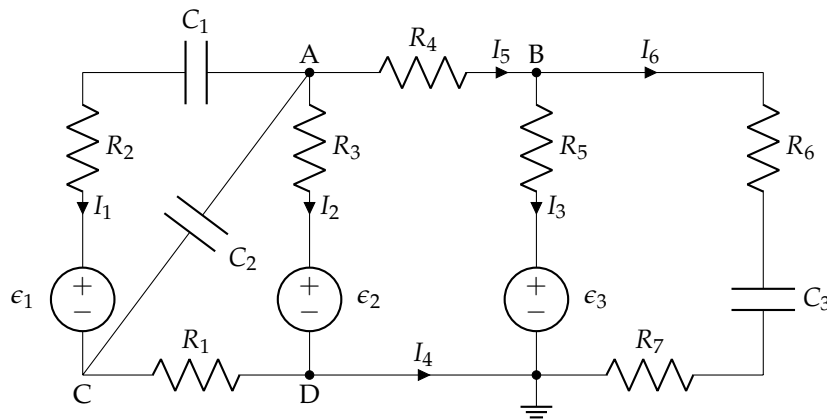 C₁
A
R₄
I₅
B
I₆
R₂
R₃
R₅
R₆
I₁
I₂
I₃
C₂
ϵ₁
+
−
ϵ₂
+
−
ϵ₃
+
−
C₃
R₁
I₄
R₇
C
D